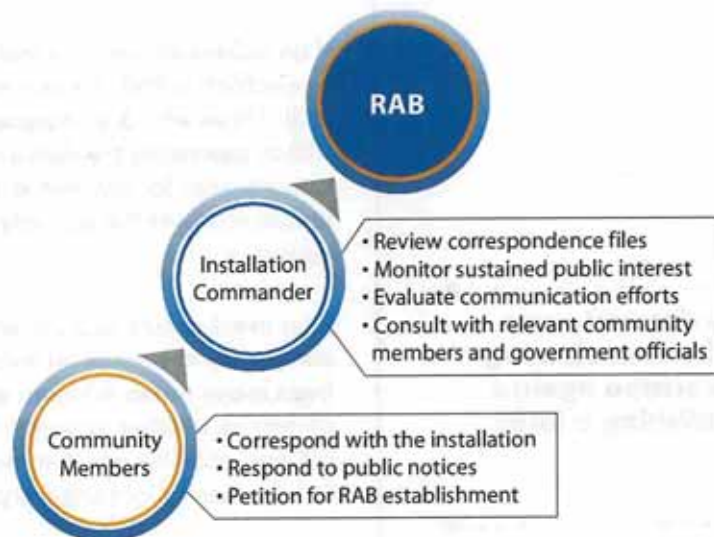 RAB
Installation
Commander
• Review correspondence files
• Monitor sustained public interest
• Evaluate communication efforts
• Consult with relevant community
members and government officials
Community
Members
• Correspond with the installation
• Respond to public notices
• Petition for RAB establishment